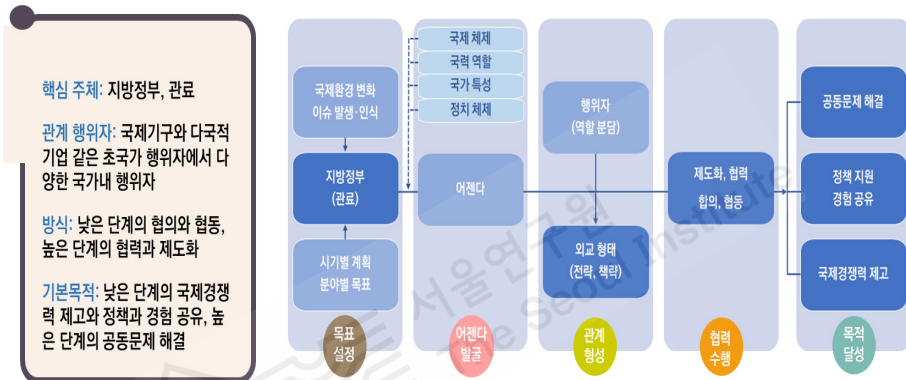 핵심 주체: 지방정부, 관료
관계 행위자: 국제기구와 다국적
기업 같은 초국가 행위자에서 다
양한 국가내 행위자
방식: 낮은 단계의 협의와 협동,
높은 단계의 협력과 제도화
기본목적: 낮은 단계의 국제경쟁
력 제고와 정책과 경험 공유, 높
은 단계의 공동문제 해결
국제환경 변화
이슈 발생·인식
지방정부
(관료)
시기별 계획
분야별 목표
목표
설정
국제 체제
국력 역할
국가 특성
정치 체제
어젠다
어젠다
발굴
행위자
(역할 분담)
외교 형태
(전략, 책략)
관계
형성
제도화, 협력
합의, 협동
협력
수행
공동문제 해결
정책 지원
경험 공유
국제경쟁력 제고
목적
달성
서울연구원
The Seoul Institute